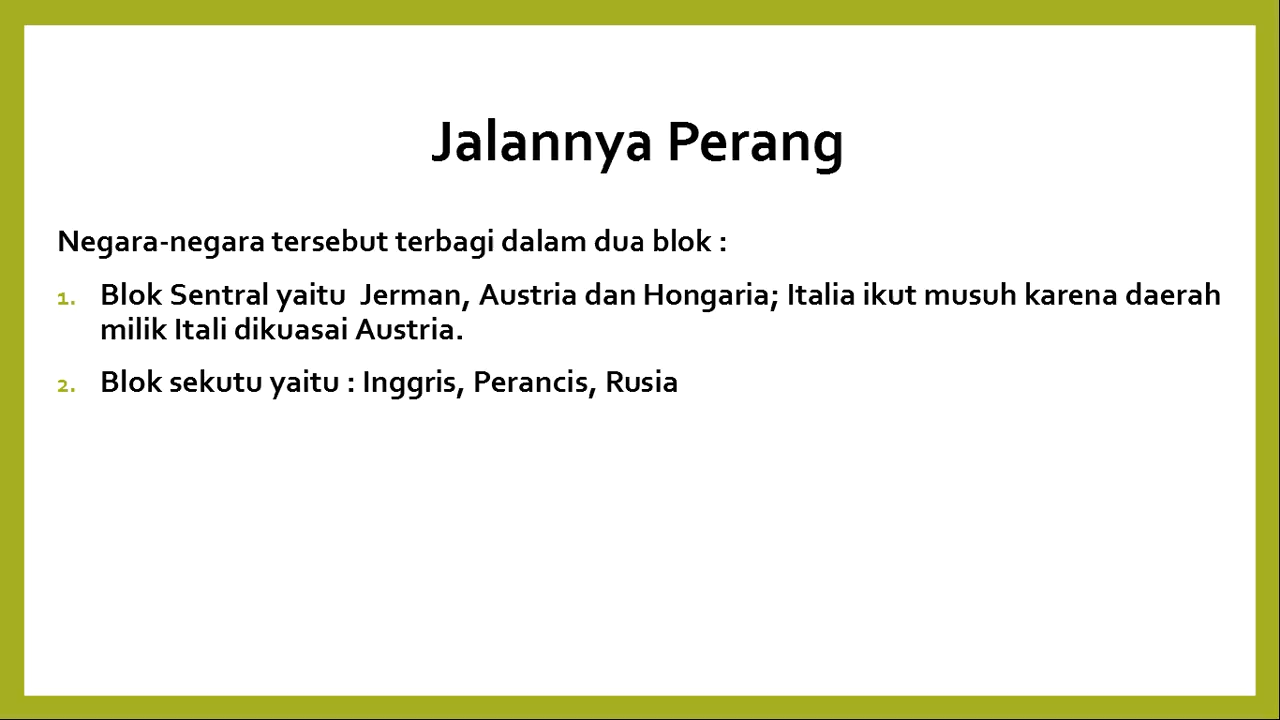 Jalannya Perang
Negara-negara tersebut terbagi dalam dua blok :
1. Blok Sentral yaitu  Jerman, Austria dan Hongaria; Italia ikut musuh karena daerah
milik Itali dikuasai Austria.
2. Blok sekutu yaitu : Inggris, Perancis, Rusia